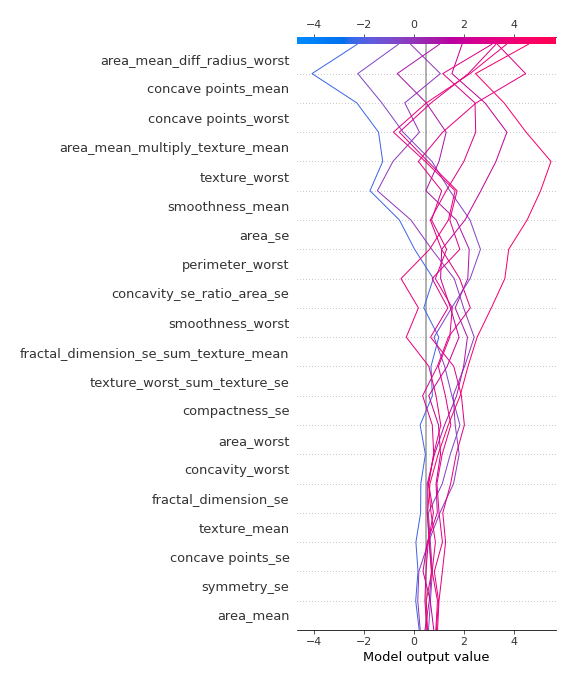 −4 −2 0 2 4
area_mean_diff_radius_worst
concave points_mean
concave points_worst
area_mean_multiply_texture_mean
texture_worst
smoothness_mean
area_se
perimeter_worst
concavity_se_ratio_area_se
smoothness_worst
fractal_dimension_se_sum_texture_mean
texture_worst_sum_texture_se
compactness_se
area_worst
concavity_worst
fractal_dimension_se
texture_mean
concave points_se
symmetry_se
area_mean
−4 −2 0 2 4
Model output value